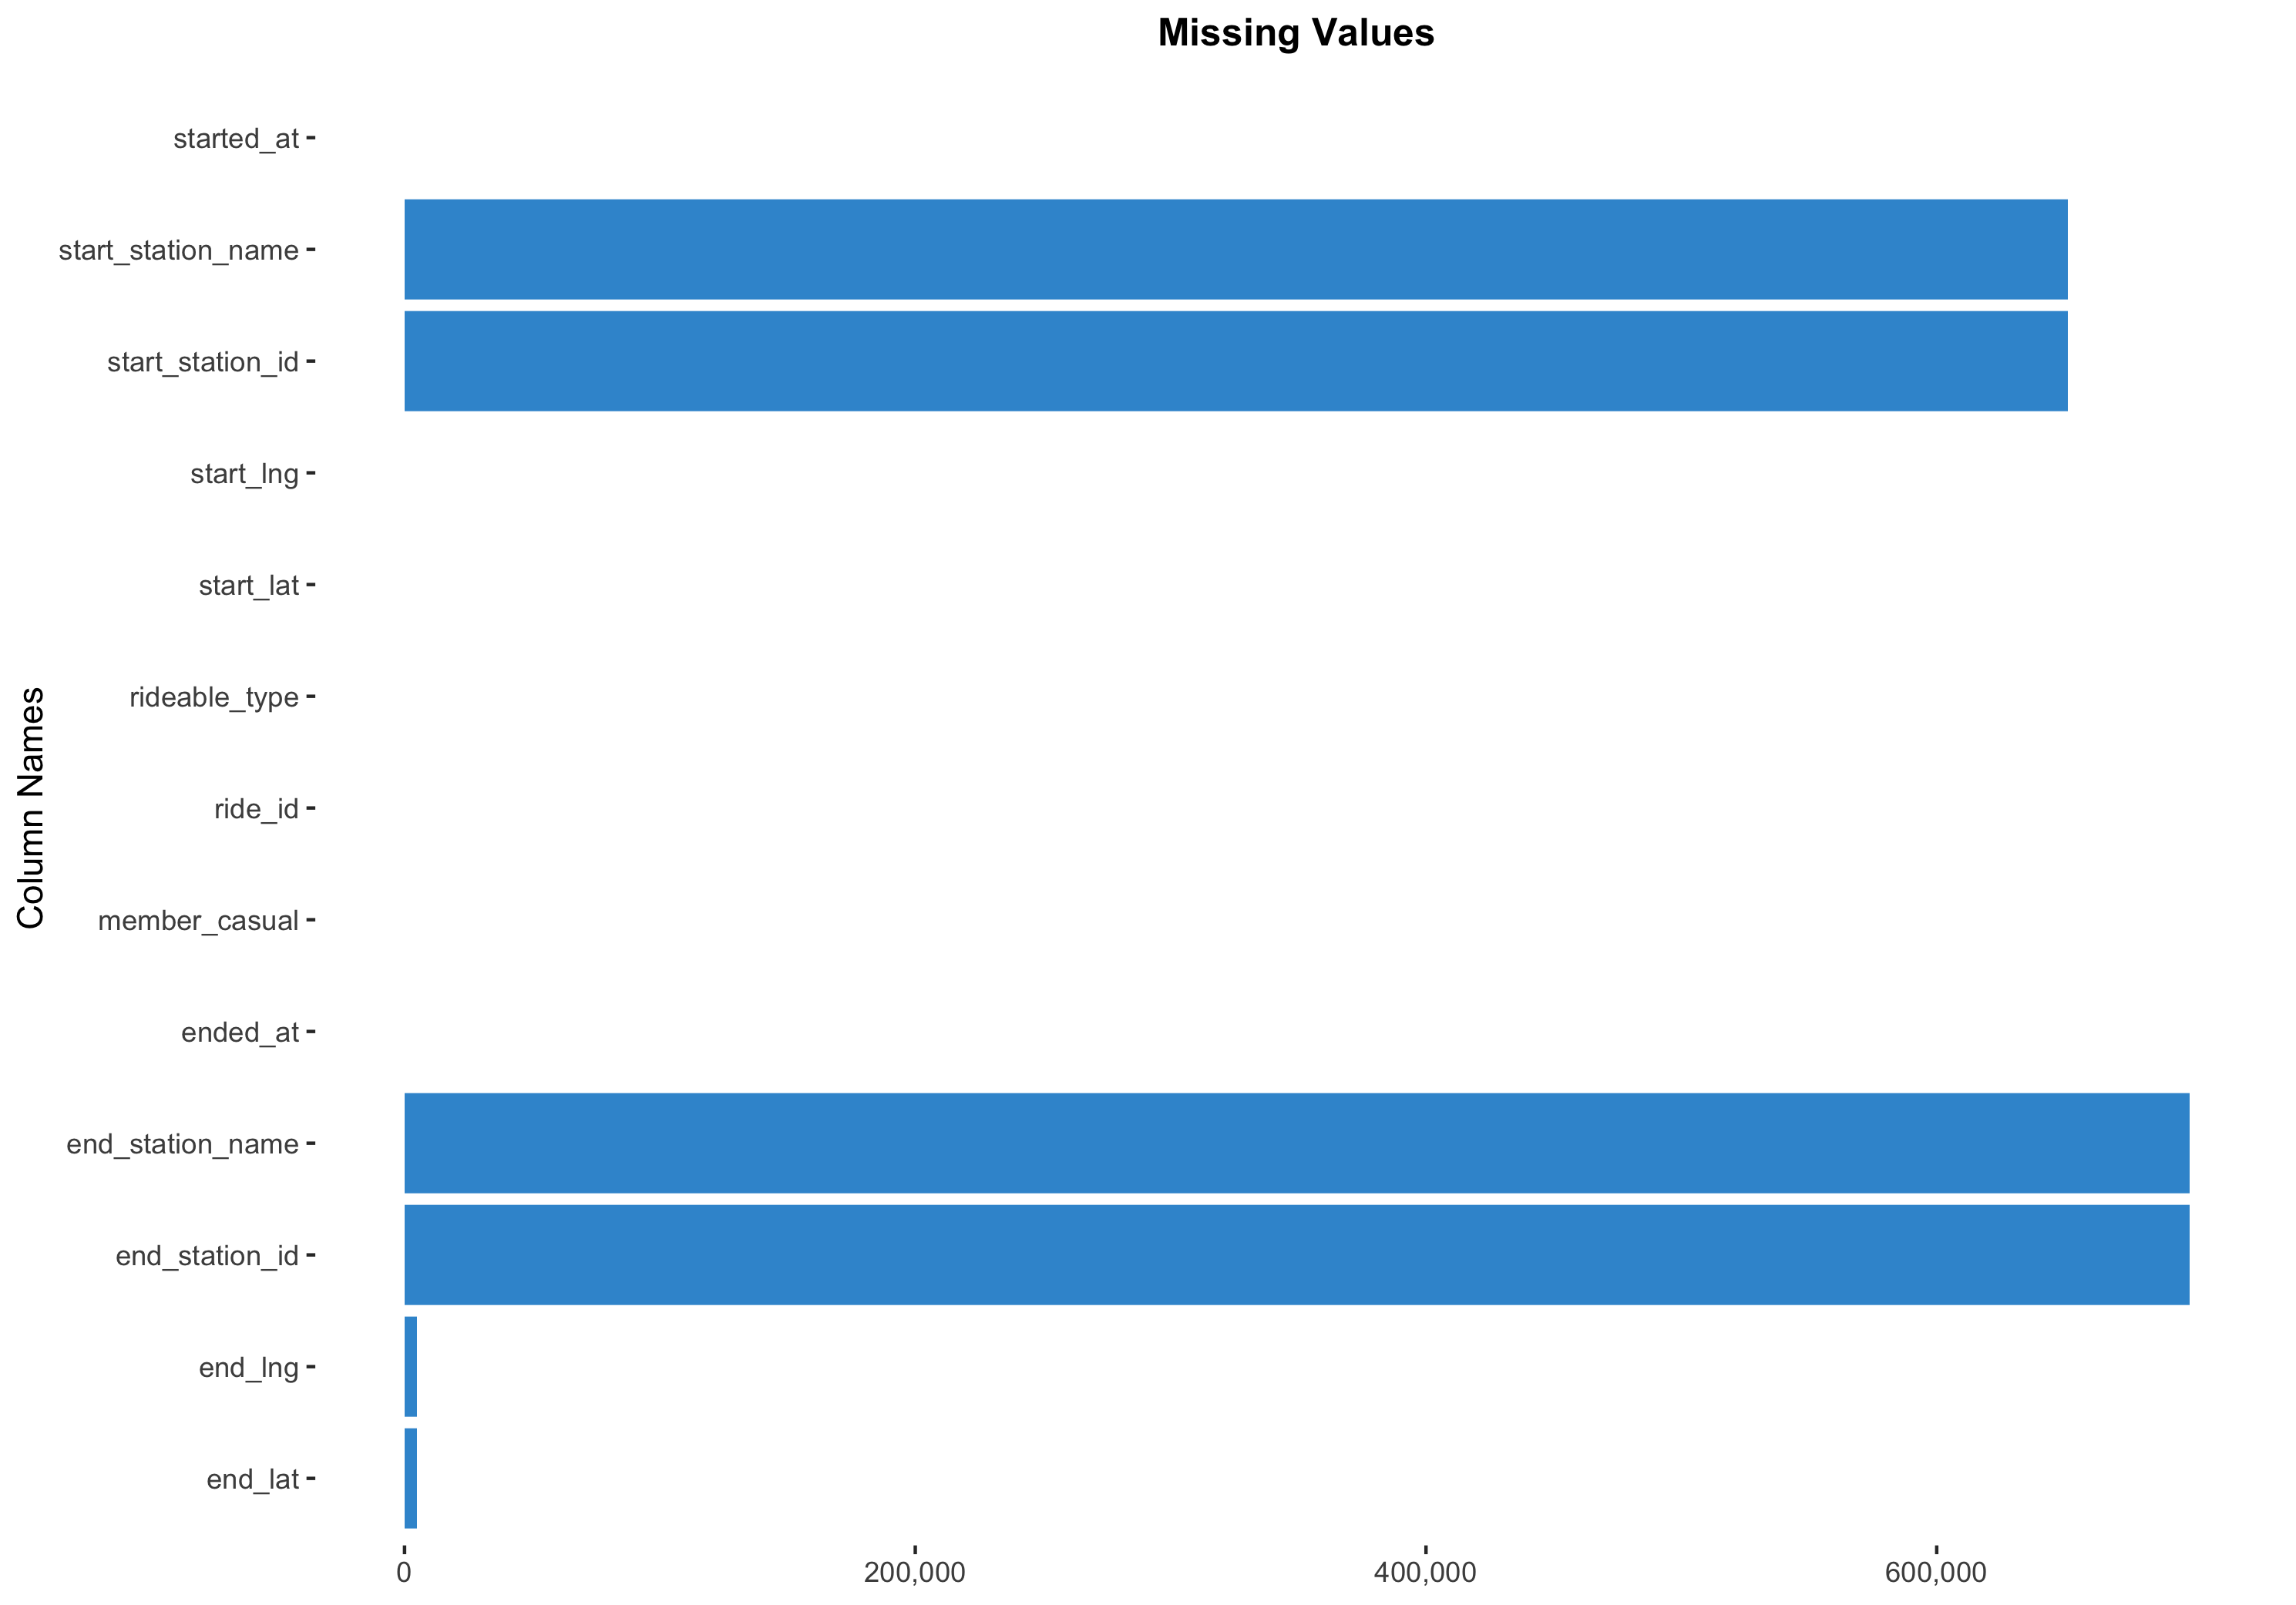 Missing Values
Column Names
started_at
start_station_name
start_station_id
start_lng
start_lat
rideable_type
ride_id
member_casual
ended_at
end_station_name
end_station_id
end_lng
end_lat
0 200,000 400,000 600,000